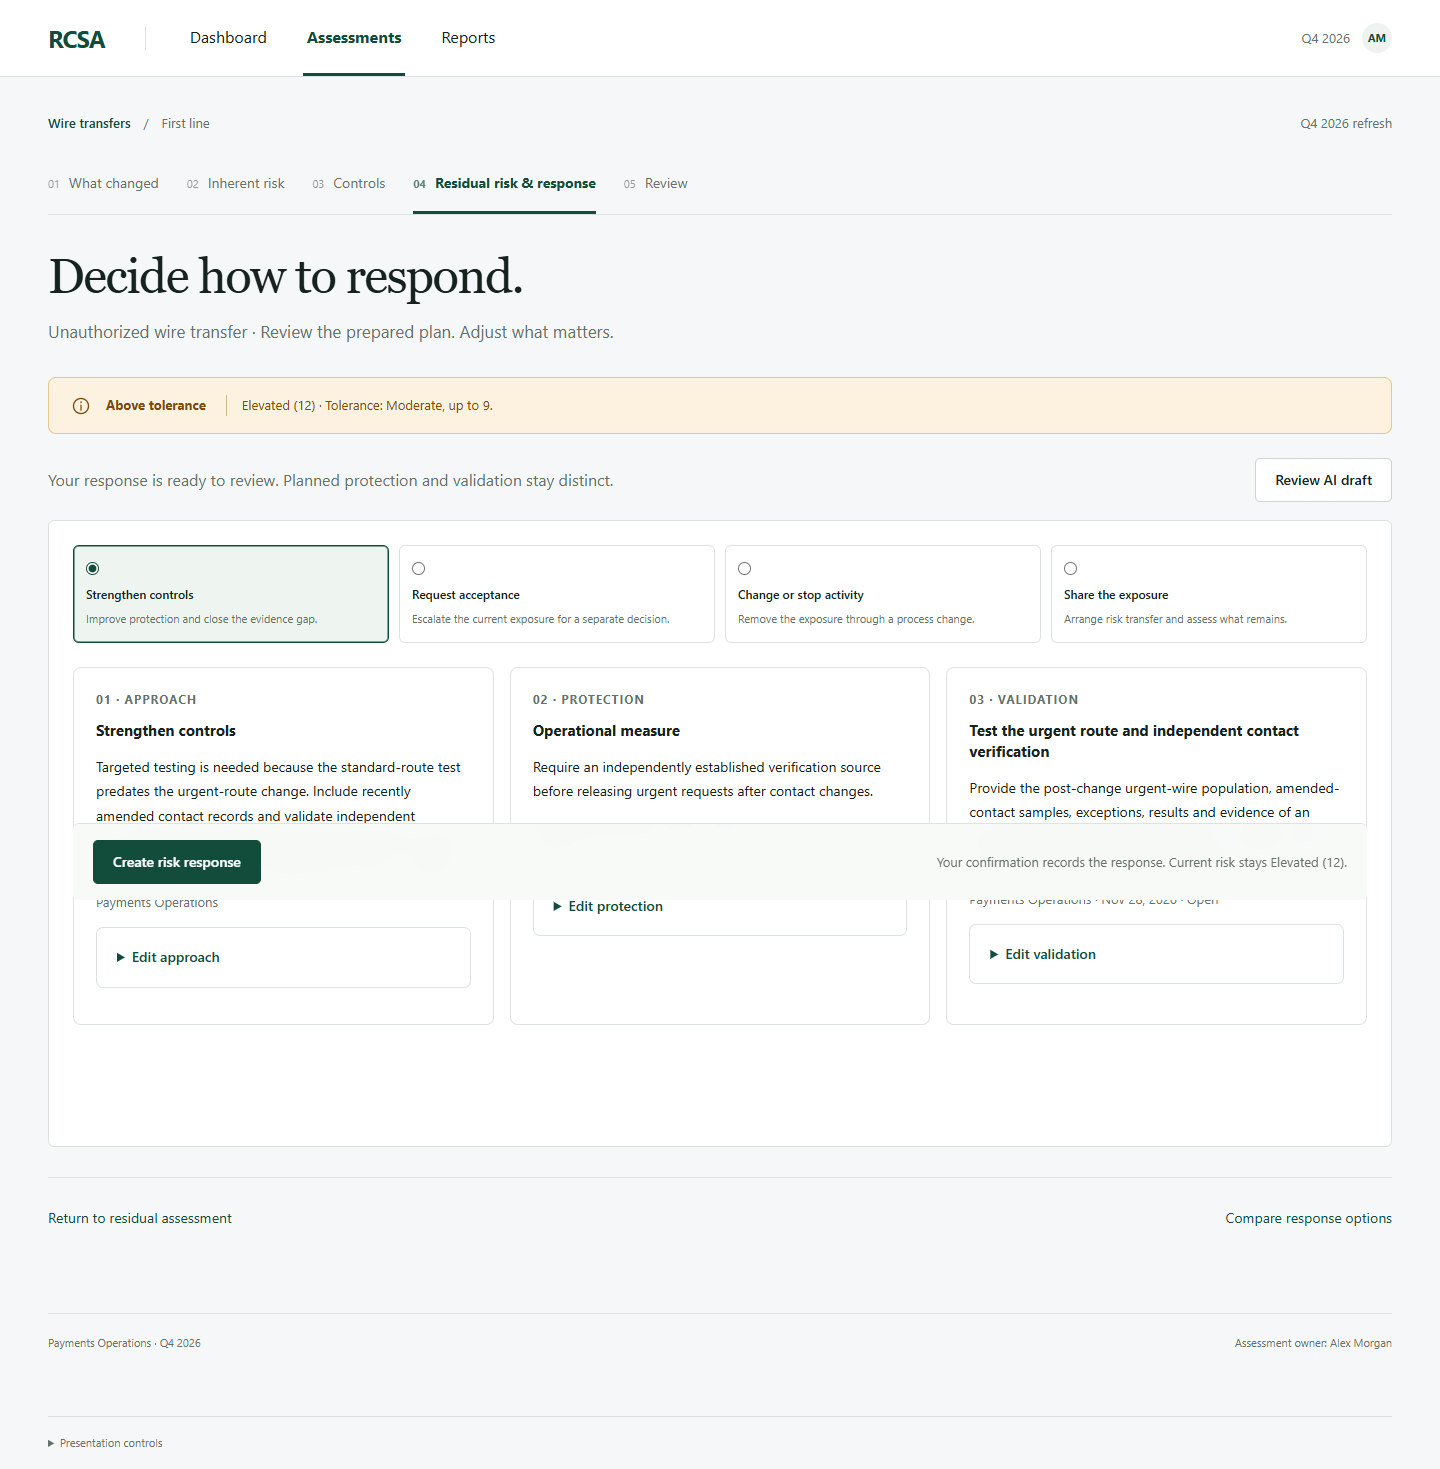 RCSA
Dashboard
Assessments
Reports
Q4 2026
AM
Wire transfers / First line
Q4 2026 refresh
01 What changed
02 Inherent risk
03 Controls
04 Residual risk & response
05 Review
Decide how to respond.
Unauthorized wire transfer · Review the prepared plan. Adjust what matters.
Above tolerance
Elevated (12) · Tolerance: Moderate, up to 9.
Your response is ready to review. Planned protection and validation stay distinct.
Review AI draft
Strengthen controls
Improve protection and close the evidence gap.
Request acceptance
Escalate the current exposure for a separate decision.
Change or stop activity
Remove the exposure through a process change.
Share the exposure
Arrange risk transfer and assess what remains.
01 · APPROACH
Strengthen controls
Targeted testing is needed because the standard-route test
predates the urgent-route change. Include recently
amended contact records and validate independent
Payments Operations
Edit approach
02 · PROTECTION
Operational measure
Require an independently established verification source
before releasing urgent requests after contact changes.
Edit protection
03 · VALIDATION
Test the urgent route and independent contact
verification
Provide the post-change urgent-wire population, amended-
contact samples, exceptions, results and evidence of an
Payments Operations · Nov 28, 2026 · Open
Edit validation
Create risk response
Your confirmation records the response. Current risk stays Elevated (12).
Return to residual assessment
Compare response options
Payments Operations · Q4 2026
Assessment owner: Alex Morgan
Presentation controls